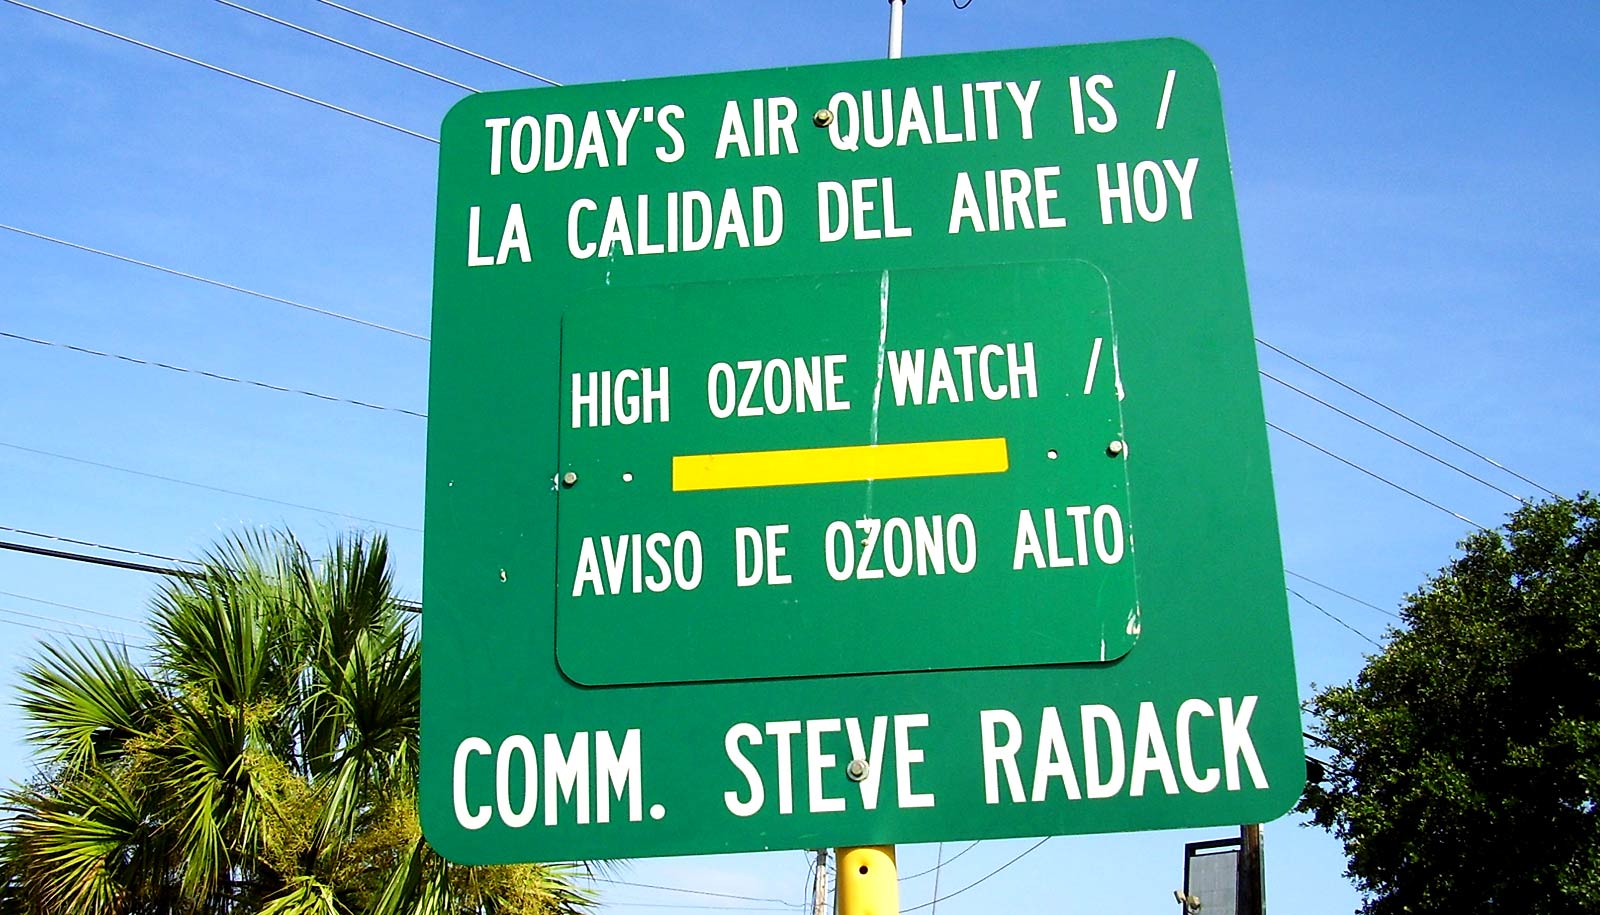 TODAY'S AIR QUALITY IS /
LA CALIDAD DEL AIRE HOY
HIGH OZONE WATCH /
AVISO DE OZONO ALTO
COMM. STEVE RADACK